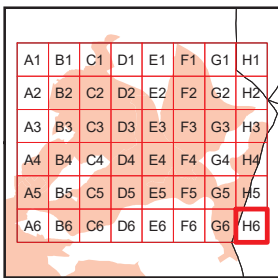 A1 B1 C1 D1 E1 F1 G1 H1
A2 B2 C2 D2 E2 F2 G2 H2
A3 B3 C3 D3 E3 F3 G3 H3
A4 B4 C4 D4 E4 F4 G4 H4
A5 B5 C5 D5 E5 F5 G5 H5
A6 B6 C6 D6 E6 F6 G6 H6